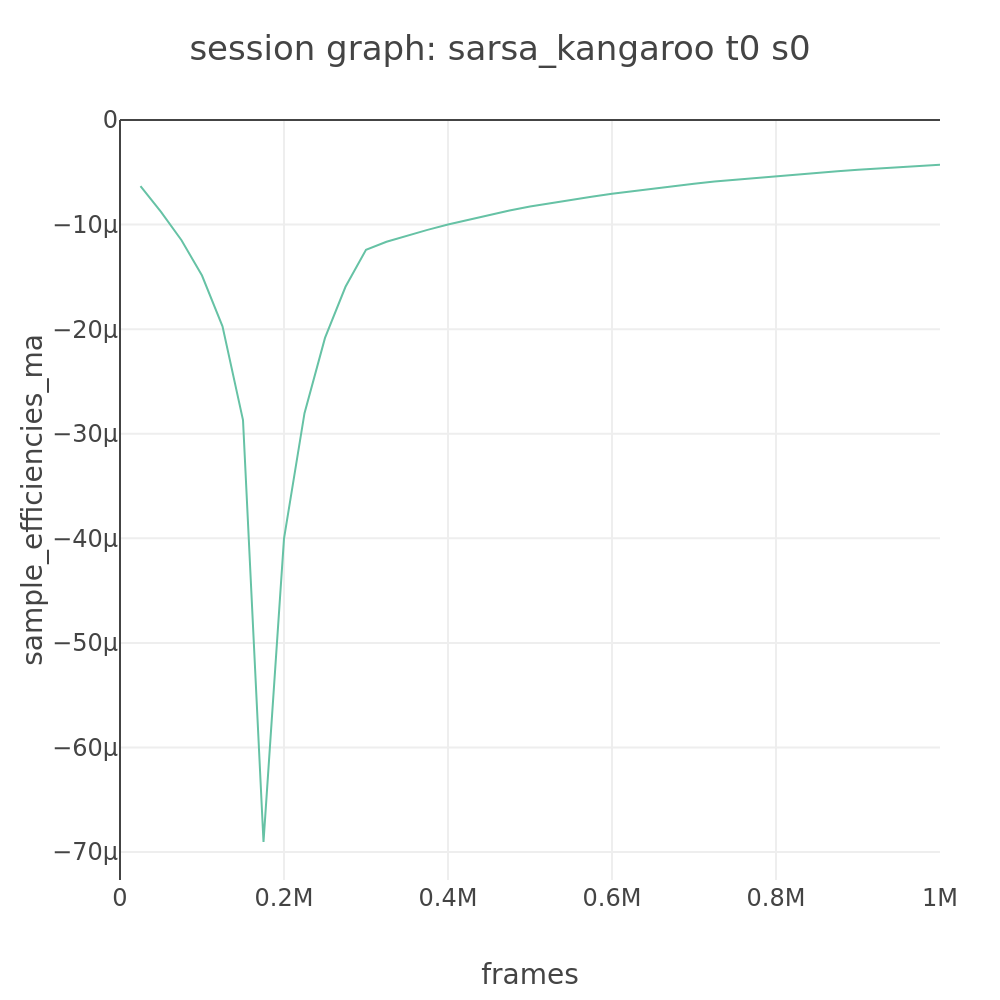 session graph: sarsa_kangaroo t0 s0
0
−10μ
−20μ
−30μ
−40μ
−50μ
−60μ
−70μ
sample_efficiencies_ma
0
0.2M
0.4M
0.6M
0.8M
1M
frames